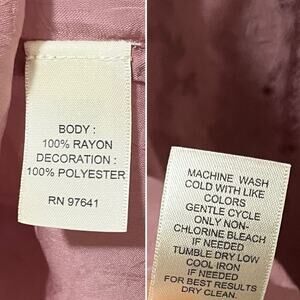 BODY :
100% RAYON
DECORATION :
100% POLYESTER
RN 97641
MACHINE WASH
COLD WITH LIKE
COLORS
GENTLE CYCLE
ONLY NON-
CHLORINE BLEACH
IF NEEDED
TUMBLE DRY LOW
COOL IRON
IF NEEDED
FOR BEST RESULTS
DRY CLEAN.